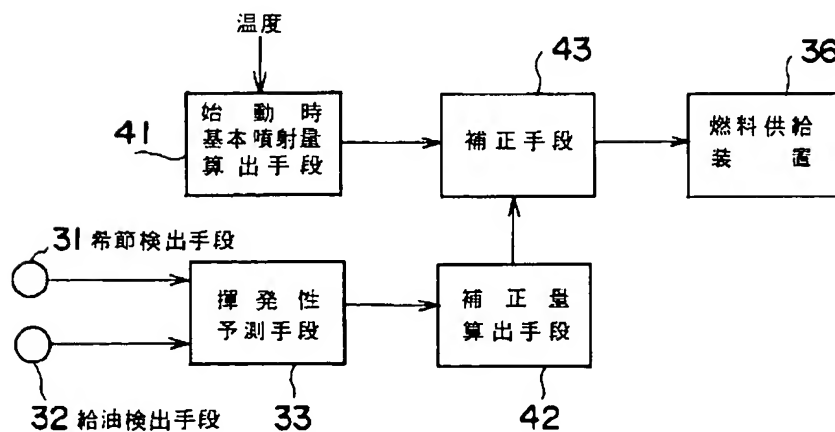 温度
43
36
始動時
基本噴射量
算出手段
41
補正手段
燃料供給
装置
31 希節検出手段
揮発性
予測手段
補正量
算出手段
32 給油検出手段
33
42